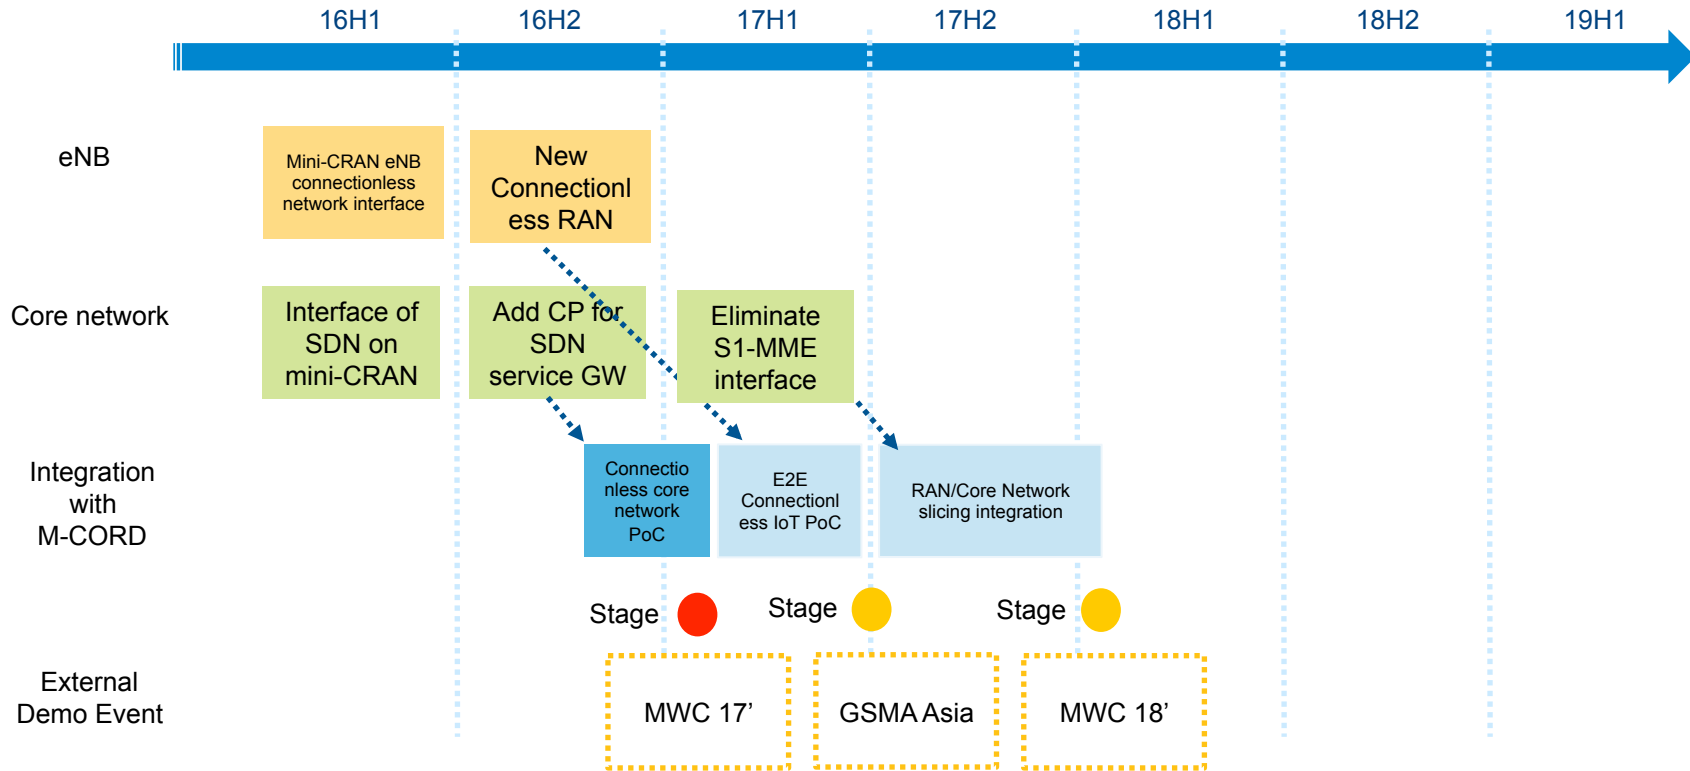 16H1
16H2
17H1
17H2
18H1
18H2
19H1
eNB
Mini-CRAN eNB
connectionless
network interface
New
Connectionl
ess RAN
Core network
Interface of
SDN on
mini-CRAN
Add CP for
SDN
service GW
Eliminate
S1-MME
interface
Integration
with
M-CORD
Connectio
nless core
network
PoC
E2E
Connectionl
ess IoT PoC
RAN/Core Network
slicing integration
Stage
Stage
Stage
External
Demo Event
MWC 17’
GSMA Asia
MWC 18’